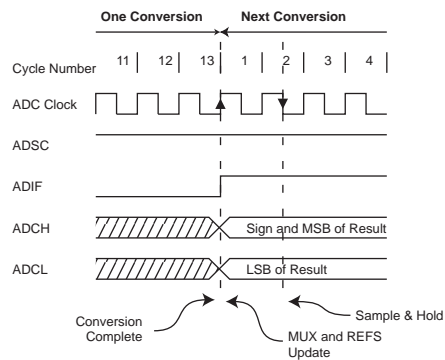 One Conversion
Next Conversion
Cycle Number
11
12
13
1
2
3
4
ADC Clock
ADSC
ADIF
ADCH
Sign and MSB of Result
ADCL
LSB of Result
Conversion
Complete
MUX and REFS
Update
Sample & Hold